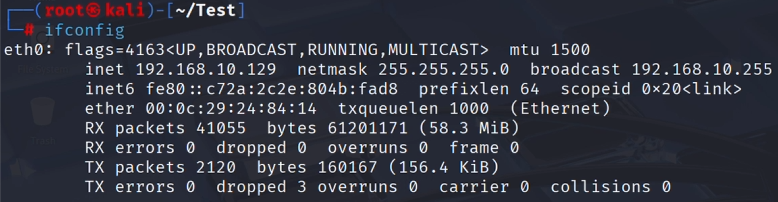 ┌──(root㉿kali)-[~/Test]
└─# ifconfig
eth0: flags=4163<UP,BROADCAST,RUNNING,MULTICAST>  mtu 1500
        inet 192.168.10.129  netmask 255.255.255.0  broadcast 192.168.10.255
        inet6 fe80::c72a:2c2e:804b:fad8  prefixlen 64  scopeid 0×20<link>
        ether 00:0c:29:24:84:14  txqueuelen 1000  (Ethernet)
        RX packets 41055  bytes 61201171 (58.3 MiB)
        RX errors 0  dropped 0  overruns 0  frame 0
        TX packets 2120  bytes 160167 (156.4 KiB)
        TX errors 0  dropped 3 overruns 0  carrier 0  collisions 0